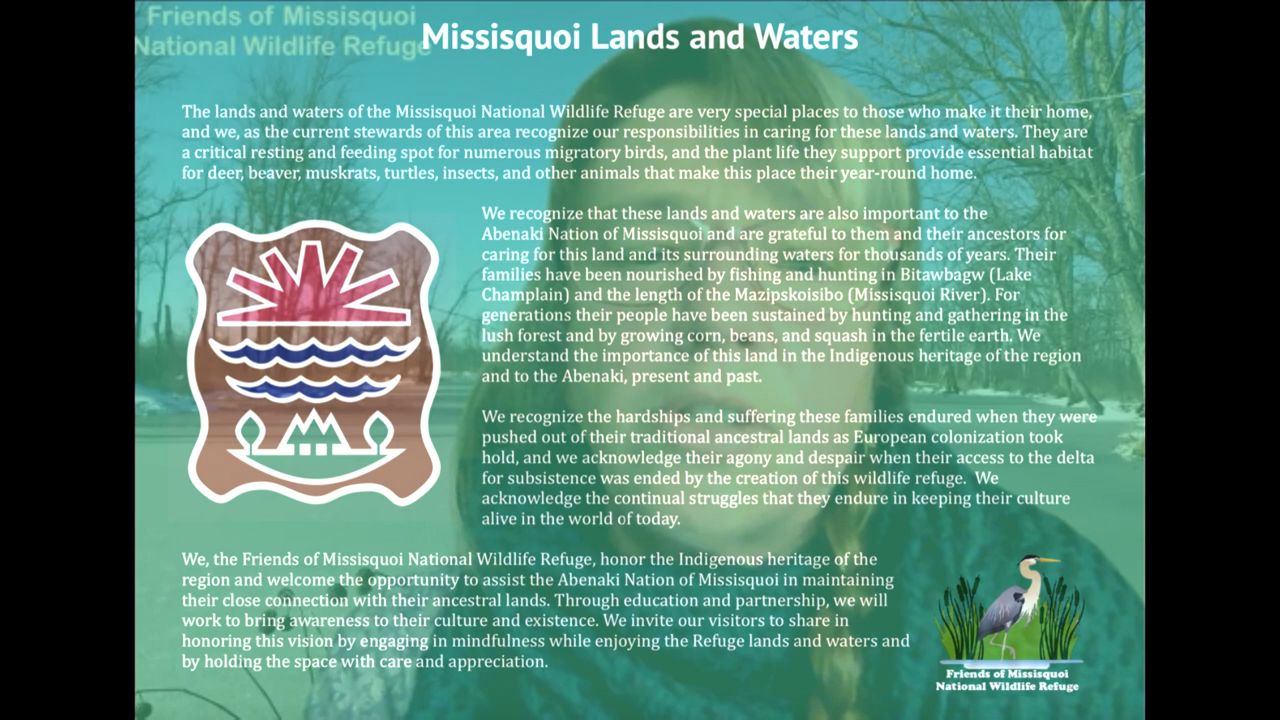 Friends of Missisquoi
National Wildlife Refuge
Missisquoi Lands and Waters
The lands and waters of the Missisquoi National Wildlife Refuge are very special places to those who make it their home,
and we, as the current stewards of this area recognize our responsibilities in caring for these lands and waters. They are
a critical resting and feeding spot for numerous migratory birds, and the plant life they support provide essential habitat
for deer, beaver, muskrats, turtles, insects, and other animals that make this place their year-round home.
We recognize that these lands and waters are also important to the
Abenaki Nation of Missisquoi and are grateful to them and their ancestors for
caring for this land and its surrounding waters for thousands of years. Their
families have been nourished by fishing and hunting in Bitawbagw (Lake
Champlain) and the length of the Mazipskoisibo (Missisquoi River). For
generations their people have been sustained by hunting and gathering in the
lush forest and by growing corn, beans, and squash in the fertile earth. We
understand the importance of this land in the Indigenous heritage of the region
and to the Abenaki, present and past.
We recognize the hardships and suffering these families endured when they were
pushed out of their traditional ancestral lands as European colonization took
hold, and we acknowledge their agony and despair when their access to the delta
for subsistence was ended by the creation of this wildlife refuge. We
acknowledge the continual struggles that they endure in keeping their culture
alive in the world of today.
We, the Friends of Missisquoi National Wildlife Refuge, honor the Indigenous heritage of the
region and welcome the opportunity to assist the Abenaki Nation of Missisquoi in maintaining
their close connection with their ancestral lands. Through education and partnership, we will
work to bring awareness to their culture and existence. We invite our visitors to share in
honoring this vision by engaging in mindfulness while enjoying the Refuge lands and waters and
by holding the space with care and appreciation.
Friends of Missisquoi
National Wildlife Refuge